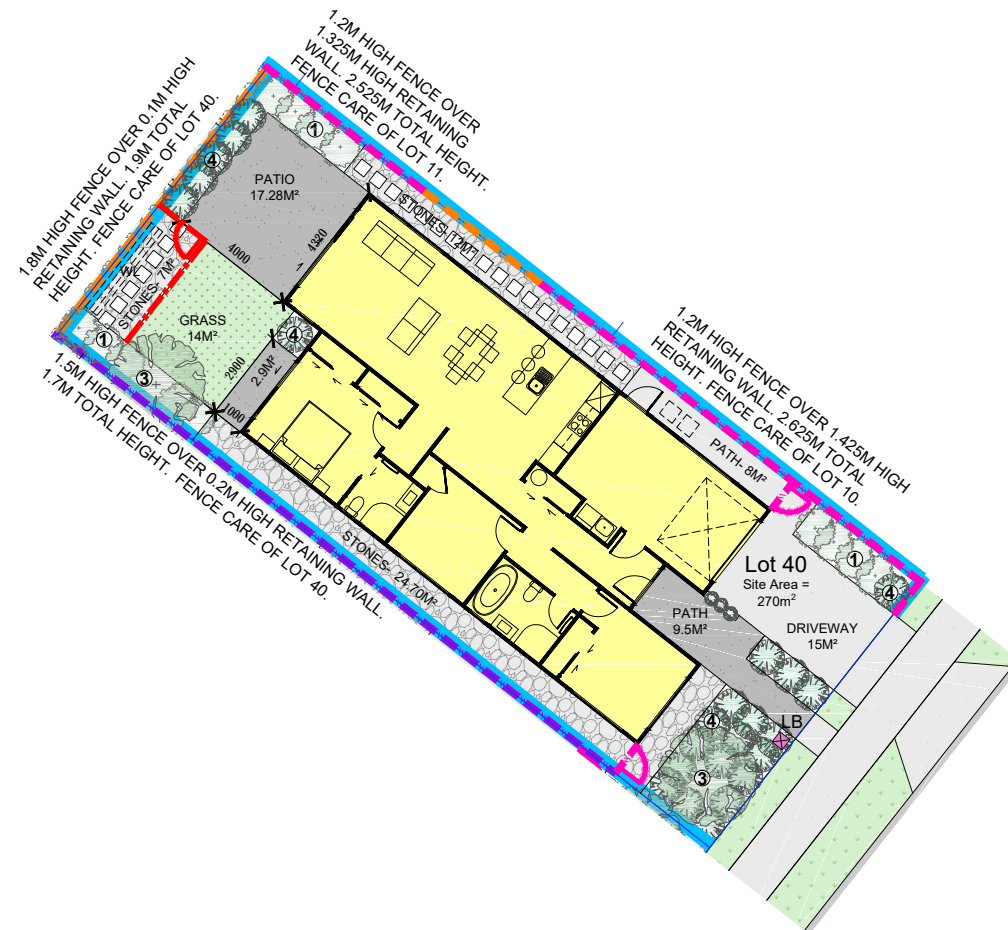 1.2M HIGH FENCE OVER
1.325M HIGH RETAINING
WALL. 2.525M TOTAL HEIGHT.
FENCE CARE OF LOT 11.
1.8M HIGH FENCE OVER 0.1M HIGH
RETAINING WALL. 1.9M TOTAL
HEIGHT. FENCE CARE OF LOT 40.
1
4
PATIO
17.28M²
STONES- 12M²
4320
1
4000
WL
STONES- 7M²
GRASS
14M²
4
1
3
2900
2.9M²
1000
1.2M HIGH FENCE OVER 1.425M HIGH
RETAINING WALL. 2.625M TOTAL
HEIGHT. FENCE CARE OF LOT 10.
1.5M HIGH FENCE OVER 0.2M HIGH RETAINING WALL.
1.7M TOTAL HEIGHT. FENCE CARE OF LOT 40.
PATH- 8M²
STONES- 24.70M²
Lot 40
Site Area =
270m²
1
4
PATH
9.5M²
DRIVEWAY
15M²
4
LB
3